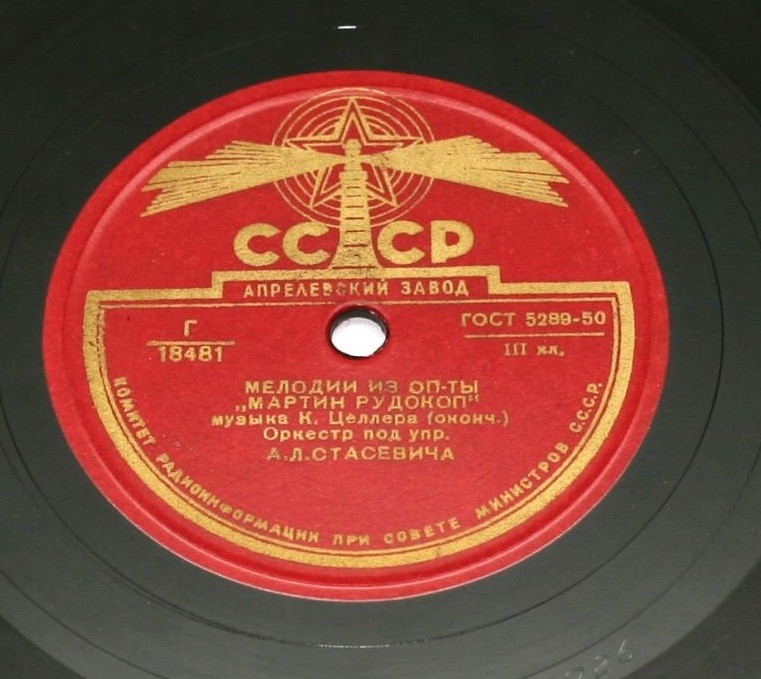 СССР
АПРЕЛЕВСКИЙ ЗАВОД
Г
18481
ГОСТ 5289-50
III кл.
МЕЛОДИИ ИЗ ОП-ТЫ
„МАРТИН РУДОКОП"
музыка К. Целлера (оконч.)
Оркестр под упр.
А.Л.СТАСЕВИЧА
КОМИТЕТ РАДИОИНФОРМАЦИИ ПРИ СОВЕТЕ МИНИСТРОВ С.С.С.Р.